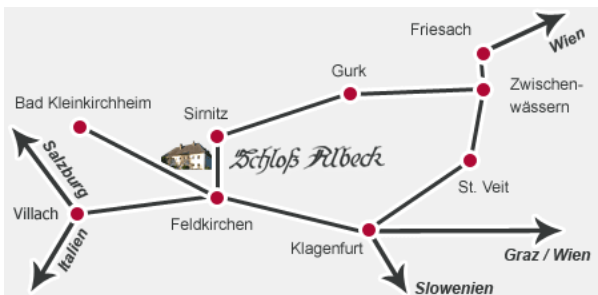 Friesach
Wien
Gurk
Zwischen-
wässern
Bad Kleinkirchheim
Sirnitz
Schloß Albeck
Salzburg
St. Veit
Villach
Feldkirchen
Klagenfurt
Italien
Graz / Wien
Slowenien